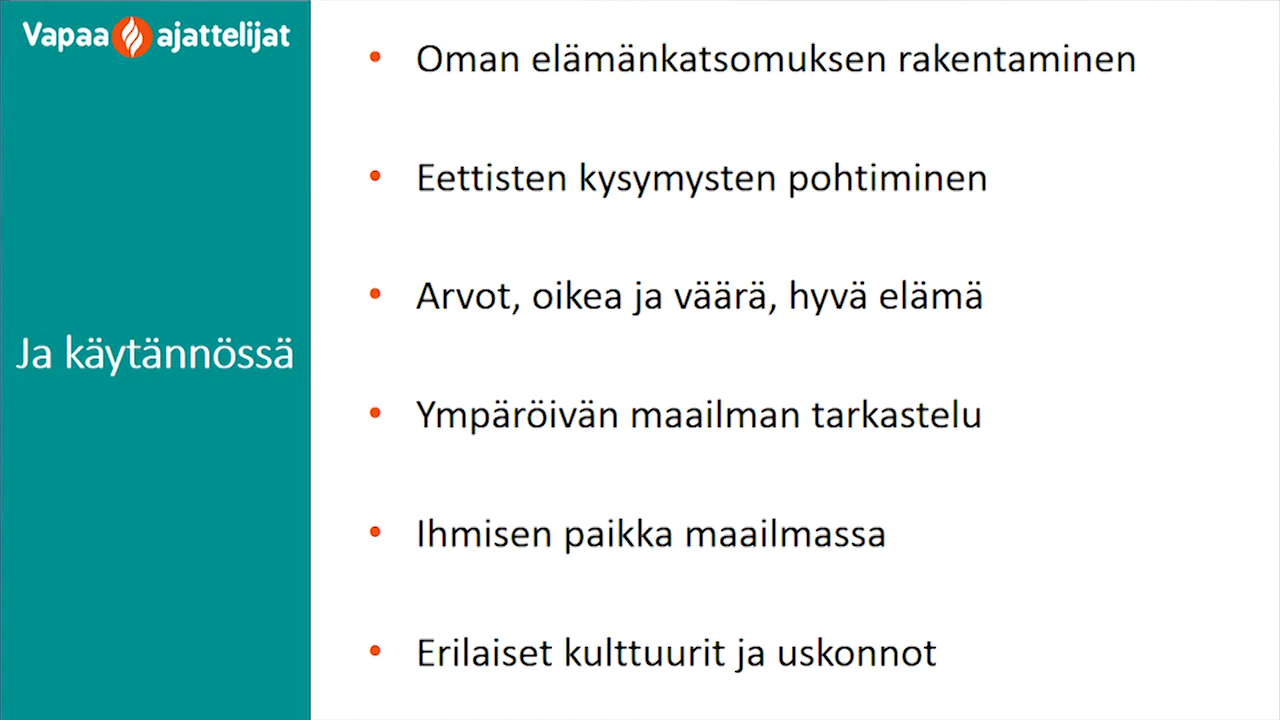 Vapaa ajattelijat
Ja käytännössä
• Oman elämänkatsomuksen rakentaminen
• Eettisten kysymysten pohtiminen
• Arvot, oikea ja väärä, hyvä elämä
• Ympäröivän maailman tarkastelu
• Ihmisen paikka maailmassa
• Erilaiset kulttuurit ja uskonnot